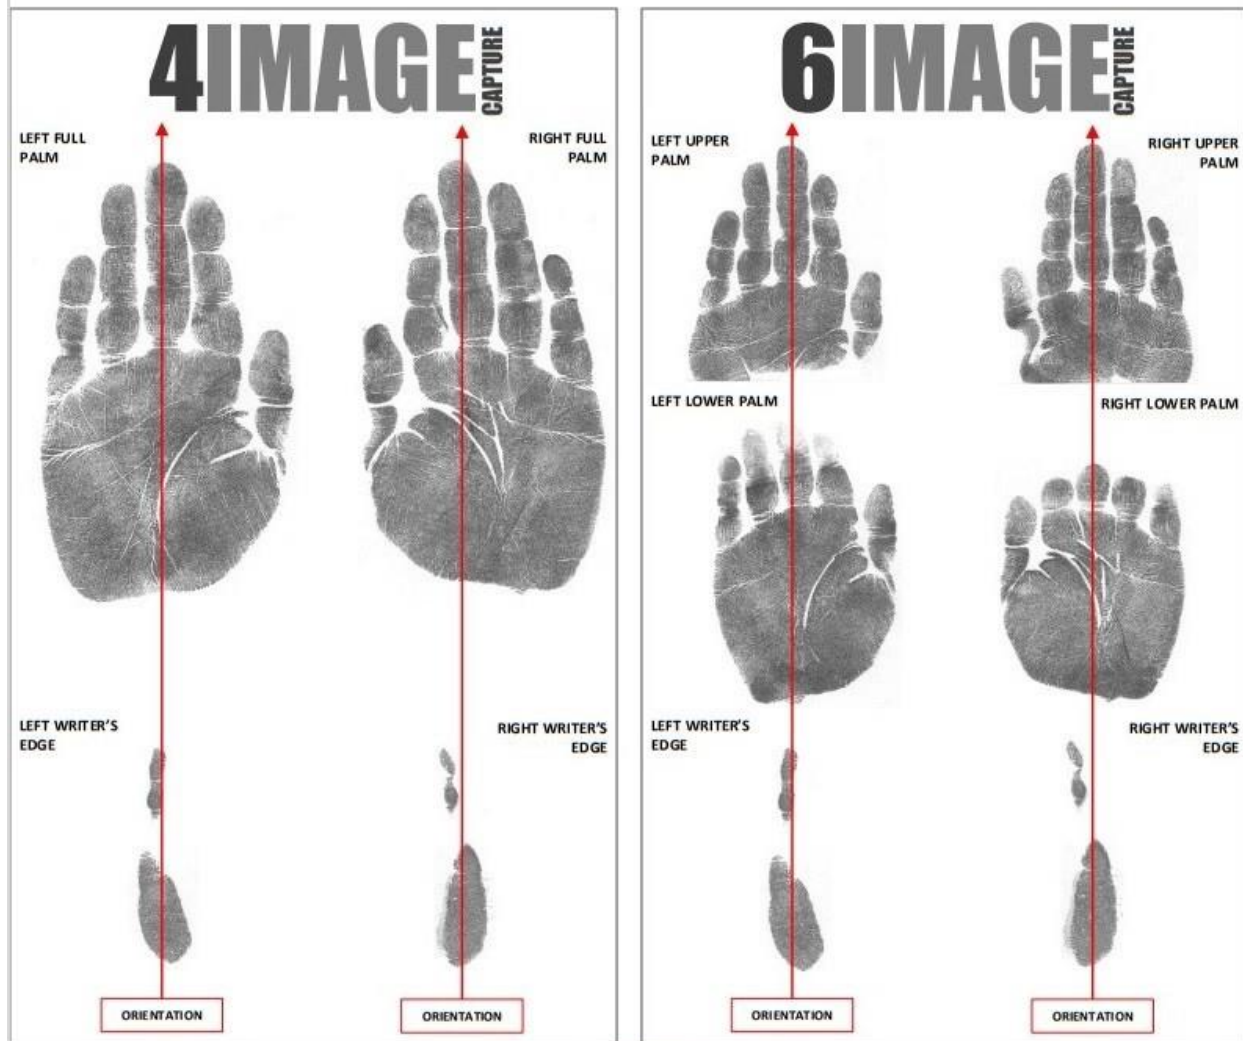 4IMAGE CAPTURE
LEFT FULL
PALM
RIGHT FULL
PALM
LEFT WRITER'S
EDGE
RIGHT WRITER'S
EDGE
ORIENTATION
ORIENTATION
6IMAGE CAPTURE
LEFT UPPER
PALM
RIGHT UPPER
PALM
LEFT LOWER PALM
RIGHT LOWER PALM
LEFT WRITER'S
EDGE
RIGHT WRITER'S
EDGE
ORIENTATION
ORIENTATION